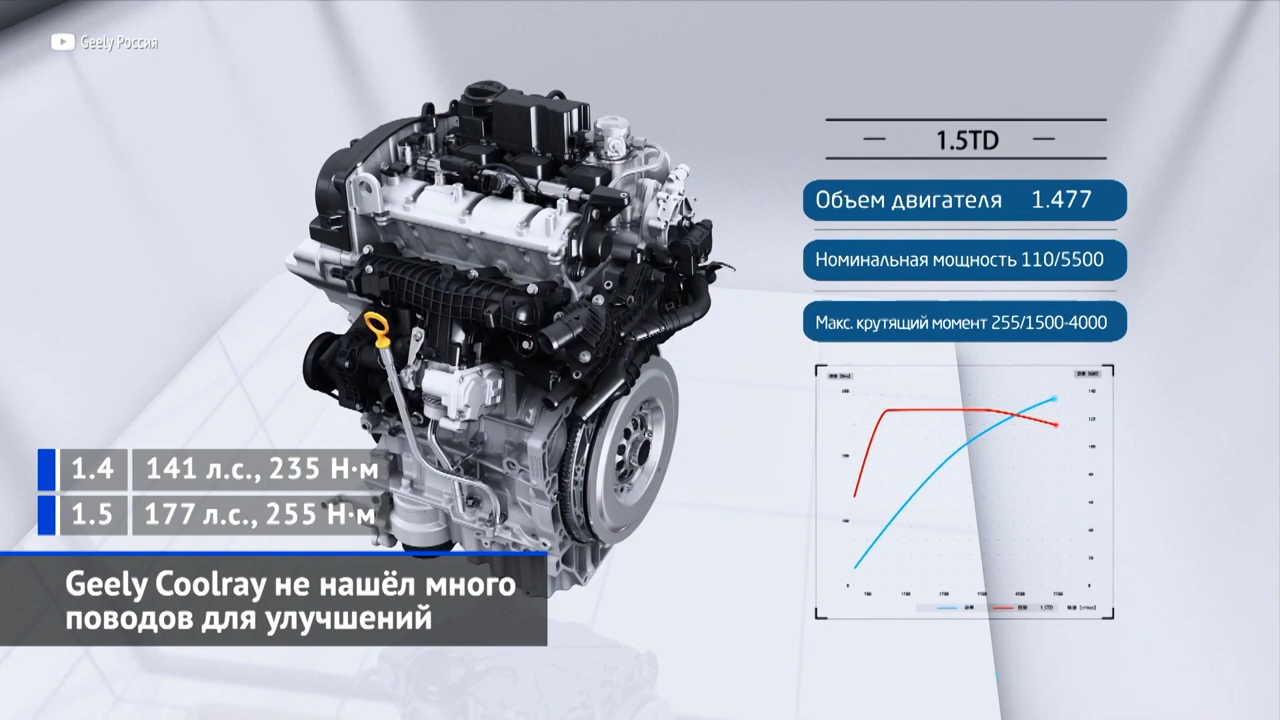 Geely Россия
1.5TD
Объем двигателя 1.477
Номинальная мощность 110/5500
Макс. крутящий момент 255/1500-4000
1.4 141 л.с., 235 Н·м
1.5 177 л.с., 255 Н·м
Geely Coolray не нашёл много
поводов для улучшений